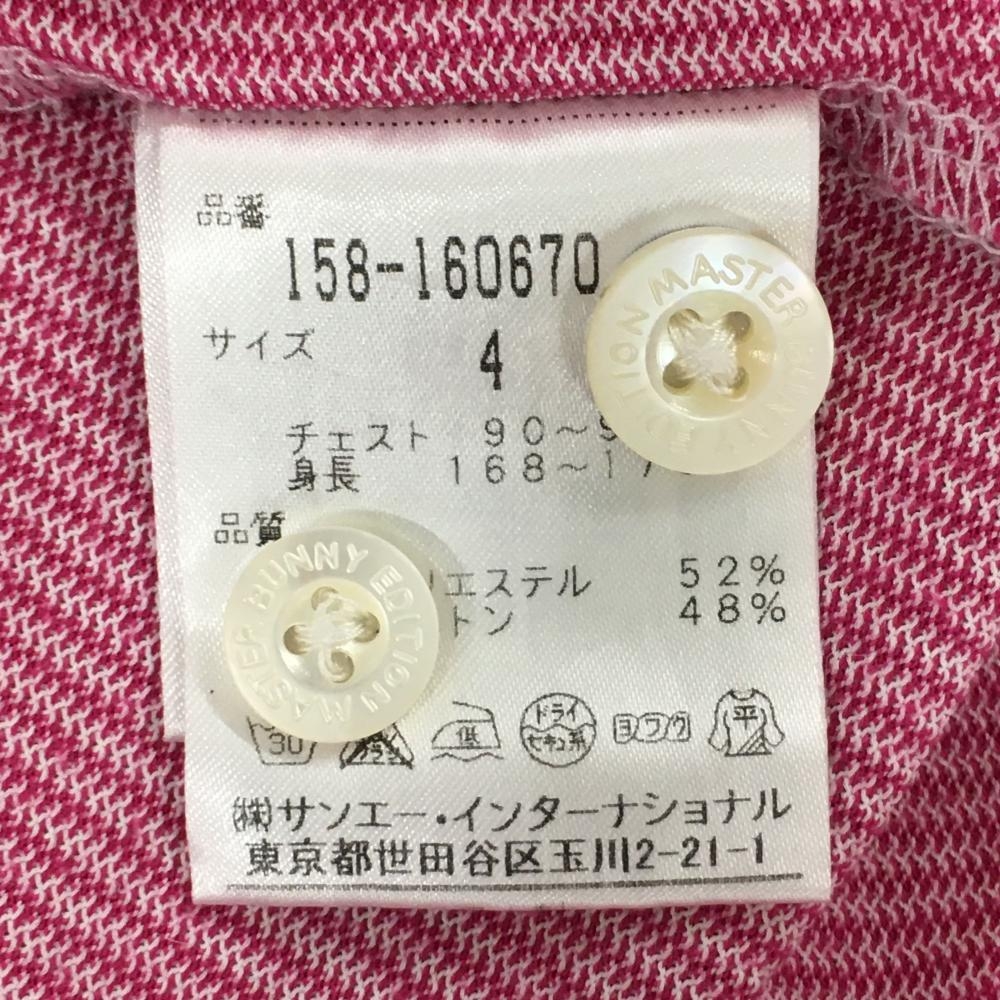 品番
158-160670
サイズ 4
チェスト 90~
身長 168~17
品質
エステル 52%
トン 48%
MASTER BUNNY EDITION
MASTER BUNNY EDITION
30
低
ドライ
セキユ系
ヨワク
平
(株)サンエー・インターナショナル
東京都世田谷区玉川2-21-1